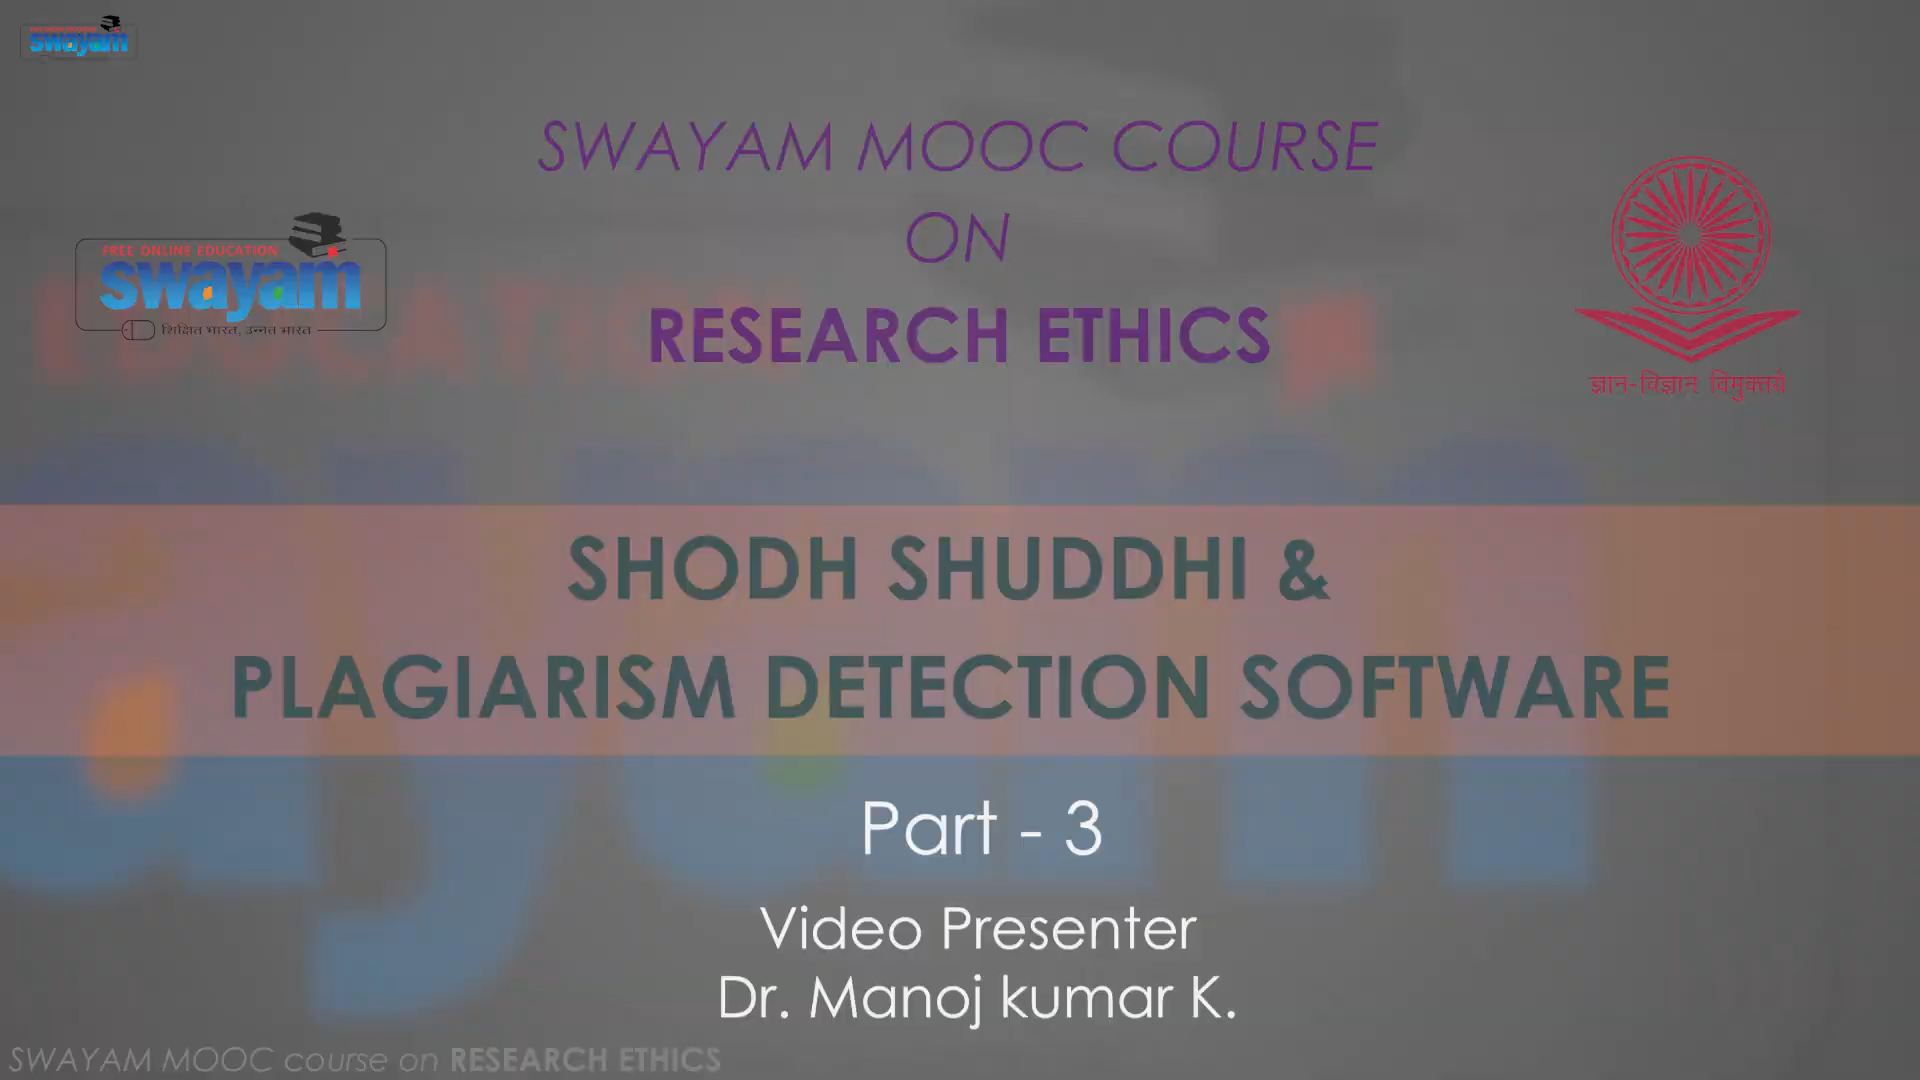 swayam
SWAYAM MOOC COURSE
ON
RESEARCH ETHICS
FREE ONLINE EDUCATION
swayam
शिक्षित भारत, उन्नत भारत
ज्ञान-विज्ञान विमुक्तये
EDUCATION
SHODH SHUDDHI &
PLAGIARISM DETECTION SOFTWARE
Part - 3
Video Presenter
Dr. Manoj kumar K.
SWAYAM MOOC course on RESEARCH ETHICS